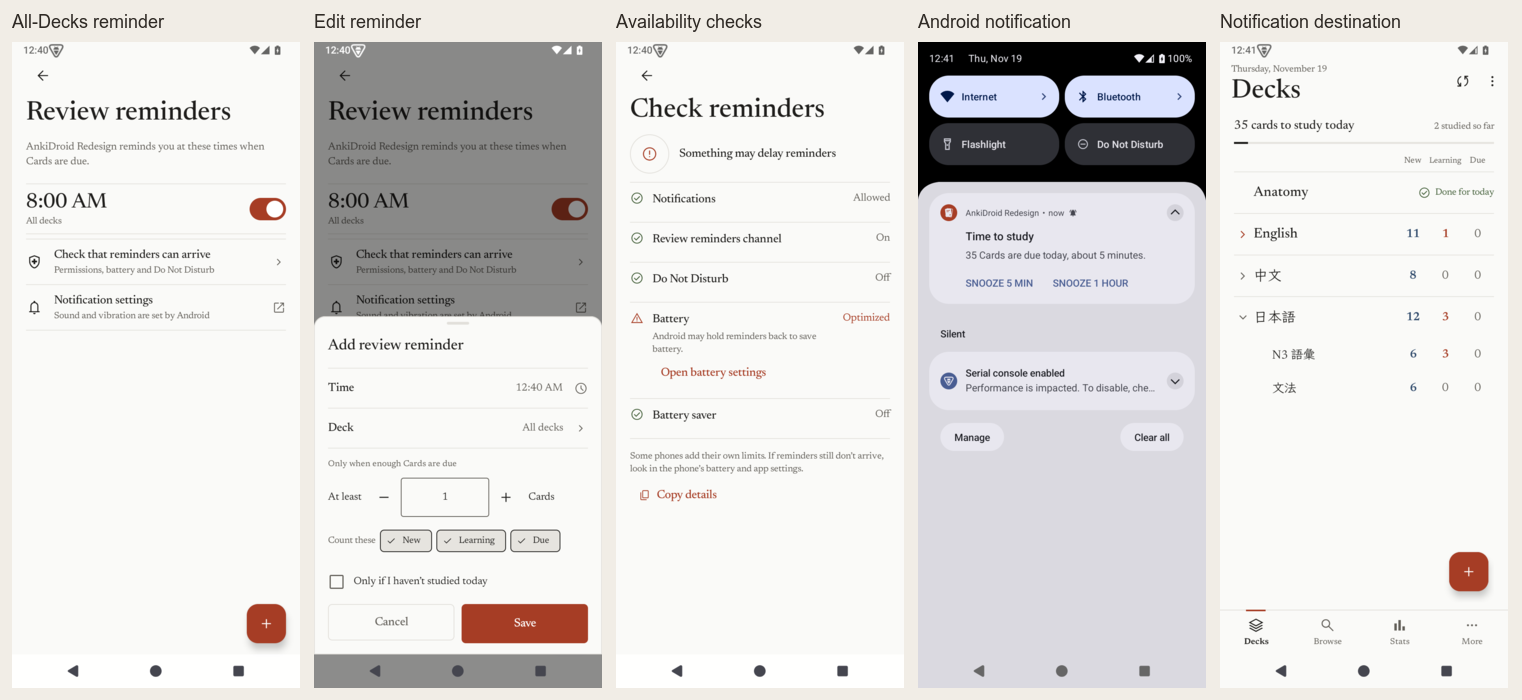 All-Decks reminder
12:40
Review reminders
AnkiDroid Redesign reminds you at these times when
Cards are due.
8:00 AM
All decks
Check that reminders can arrive
Permissions, battery and Do Not Disturb
Notification settings
Sound and vibration are set by Android
+
Edit reminder
12:40
Review reminders
AnkiDroid Redesign reminds you at these times when
Cards are due.
8:00 AM
All decks
Check that reminders can arrive
Permissions, battery and Do Not Disturb
Notification settings
Sound and vibration are set by Android
Add review reminder
Time 12:40 AM
Deck All decks
Only when enough Cards are due
At least − 1 + Cards
Count these New Learning Due
Only if I haven't studied today
Cancel Save
Availability checks
12:40
Check reminders
Something may delay reminders
Notifications Allowed
Review reminders channel On
Do Not Disturb Off
Battery Optimized
Android may hold reminders back to save
battery.
Open battery settings
Battery saver Off
Some phones add their own limits. If reminders still don't arrive,
look in the phone's battery and app settings.
Copy details
Android notification
12:41 Thu, Nov 19 100%
Internet Bluetooth
Flashlight Do Not Disturb
AnkiDroid Redesign • now
Time to study
35 Cards are due today, about 5 minutes.
SNOOZE 5 MIN SNOOZE 1 HOUR
Silent
Serial console enabled
Performance is impacted. To disable, che...
Manage Clear all
Notification destination
12:41
Thursday, November 19
Decks
35 cards to study today 2 studied so far
New Learning Due
Anatomy Done for today
English 11 1 0
中文 8 0 0
日本語 12 3 0
N3 語彙 6 3 0
文法 6 0 0
+
Decks Browse Stats More